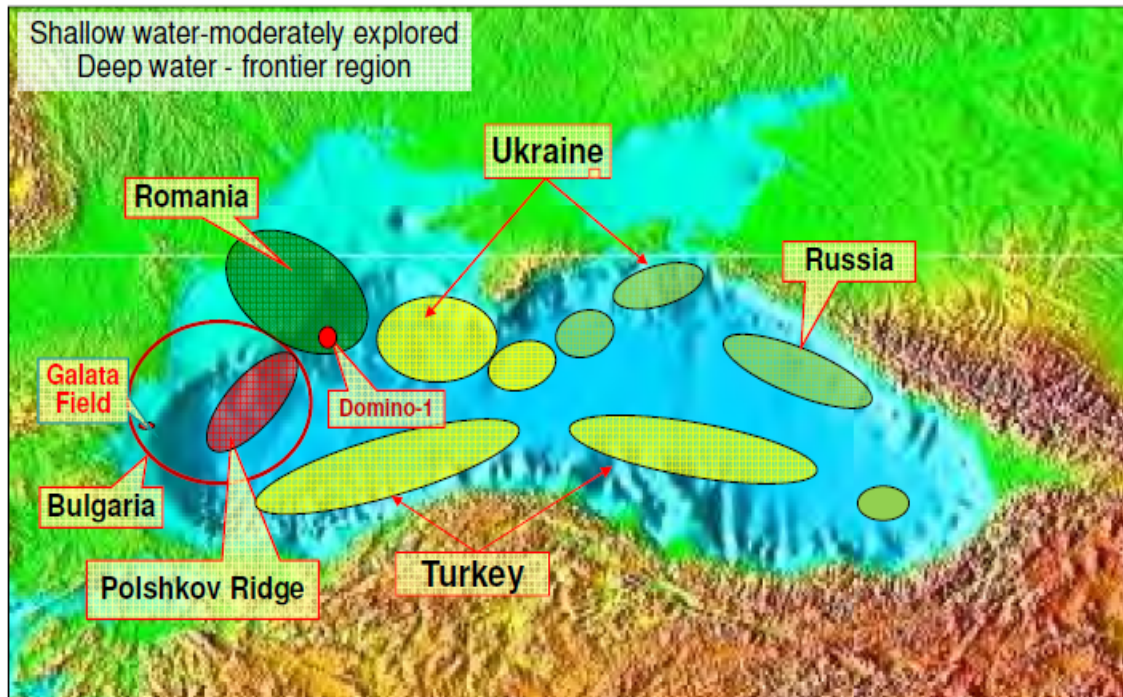 Shallow water-moderately explored
Deep water - frontier region
Ukraine
Romania
Russia
Galata
Field
Domino-1
Bulgaria
Polshkov Ridge
Turkey